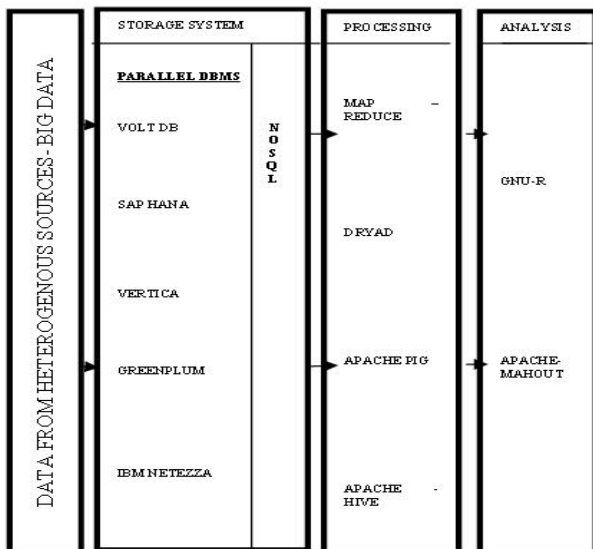 DATA FROM HETEROGENOUS SOURCES- BIG DATA
STORAGE SYSTEM
PARALLEL DBMS
VOLT DB
SAP HANA
VERTICA
GREENPLUM
IBM NETEZZA
NOSQL
PROCESSING
MAP –
REDUCE
DRYAD
APACHE PIG
APACHE -
HIVE
ANALYSIS
GNU-R
APACHE-
MAHOUT